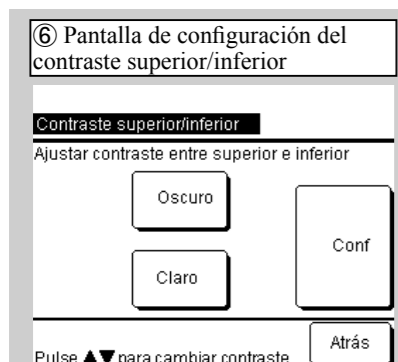 ⑥ Pantalla de configuración del
contraste superior/inferior
Contraste superior/inferior
Ajustar contraste entre superior e inferior
Oscuro
Conf
Claro
Atrás
Pulse ▲▼ para cambiar contraste